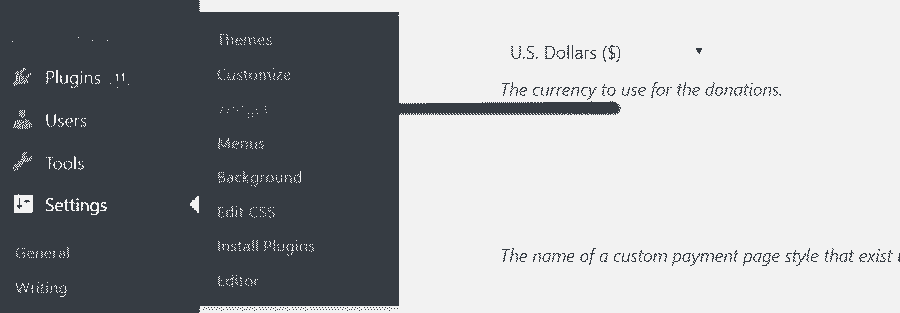 Plugins 11
Users
Tools
Settings
General
Writing
Themes
Customize
Menus
Background
Edit CSS
Install Plugins
Editor
U.S. Dollars ($)
The currency to use for the donations.
The name of a custom payment page style that exist